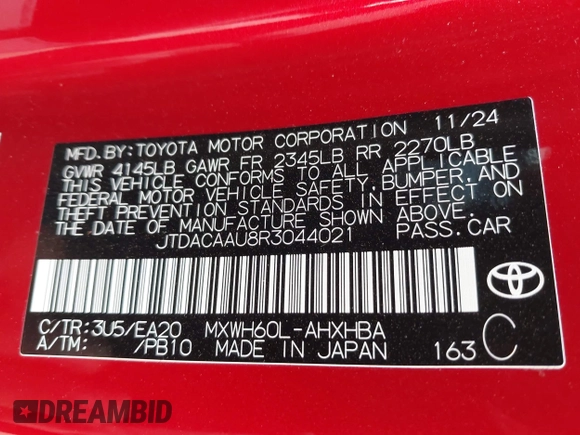 MFD. BY: TOYOTA MOTOR CORPORATION 11/24
GVWR 4145LB GAWR FR 2345LB RR 2270LB
THIS VEHICLE CONFORMS TO ALL APPLICABLE
FEDERAL MOTOR VEHICLE SAFETY, BUMPER, AND
THEFT PREVENTION STANDARDS IN EFFECT ON
THE DATE OF MANUFACTURE SHOWN ABOVE.
JTDACAAU8R3044021 PASS.CAR
TOYOTA
C/TR:3U5/EA20 MXWH60L-AHXHBA
A/TM: /PB10 MADE IN JAPAN 163 C
DREAMBID